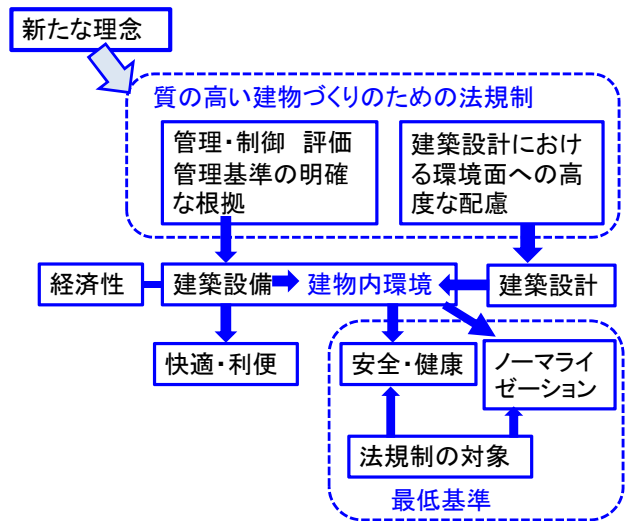 新たな理念
質の高い建物づくりのための法規制
管理・制御 評価
管理基準の明確
な根拠
建築設計におけ
る環境面への高
度な配慮
経済性
建築設備
建物内環境
建築設計
快適・利便
安全・健康
ノーマライ
ゼーション
法規制の対象
最低基準